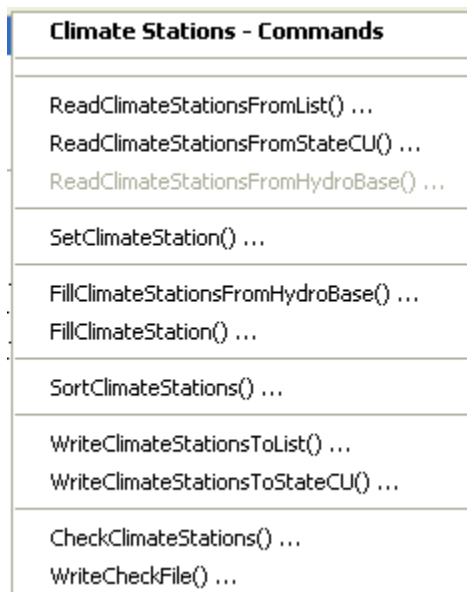 Climate Stations - Commands
ReadClimateStationsFromList() ...
ReadClimateStationsFromStateCU() ...
ReadClimateStationsFromHydroBase() ...
SetClimateStation() ...
FillClimateStationsFromHydroBase() ...
FillClimateStation() ...
SortClimateStations() ...
WriteClimateStationsToList() ...
WriteClimateStationsToStateCU() ...
CheckClimateStations() ...
WriteCheckFile() ...